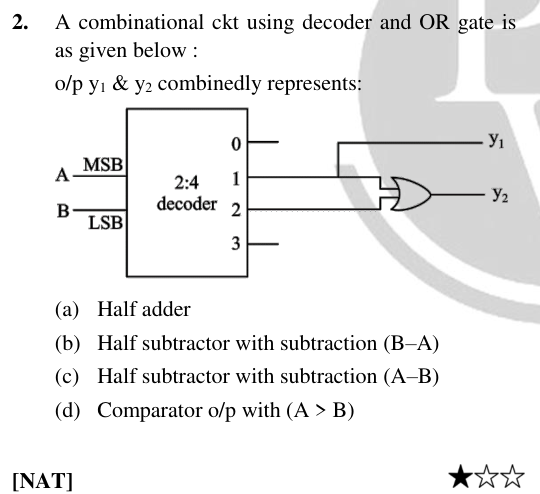 2. A combinational ckt using decoder and OR gate is
as given below :
o/p y₁ & y₂ combinedly represents:
0
y₁
A
MSB
2:4
1
y₂
B
decoder
2
LSB
3
(a) Half adder
(b) Half subtractor with subtraction (B–A)
(c) Half subtractor with subtraction (A–B)
(d) Comparator o/p with (A > B)
[NAT]